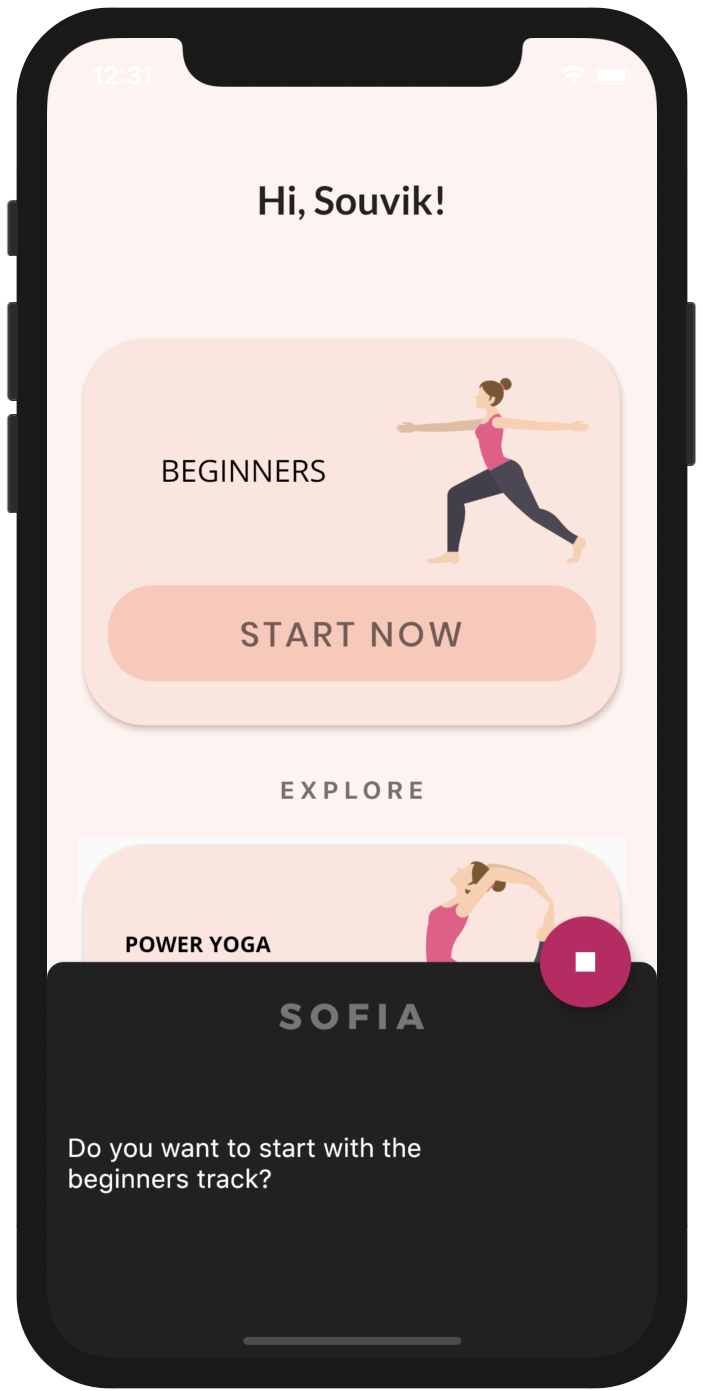 12:31
Hi, Souvik!
BEGINNERS
START NOW
EXPLORE
POWER YOGA
SOFIA
Do you want to start with the
beginners track?